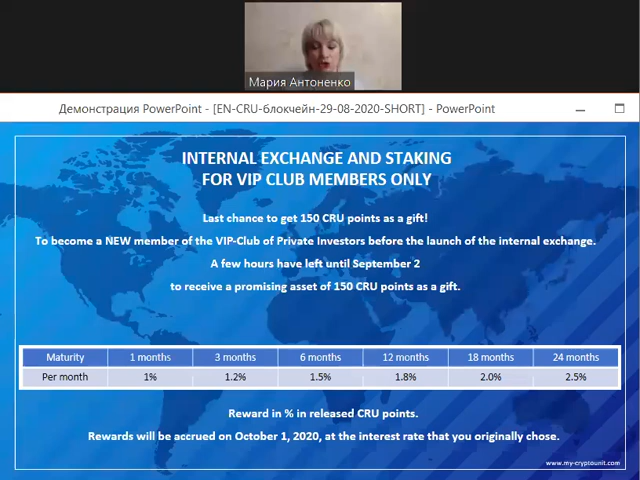 Мария Антоненко
Демонстрация PowerPoint - [EN-CRU-блокчейн-29-08-2020-SHORT] - PowerPoint
INTERNAL EXCHANGE AND STAKING
FOR VIP CLUB MEMBERS ONLY
Last chance to get 150 CRU points as a gift!
To become a NEW member of the VIP-Club of Private Investors before the launch of the internal exchange.
A few hours have left until September 2
to receive a promising asset of 150 CRU points as a gift.
Maturity 1 months 3 months 6 months 12 months 18 months 24 months
Per month 1% 1.2% 1.5% 1.8% 2.0% 2.5%
Reward in % in released CRU points.
Rewards will be accrued on October 1, 2020, at the interest rate that you originally chose.
www.my-cryptounit.com